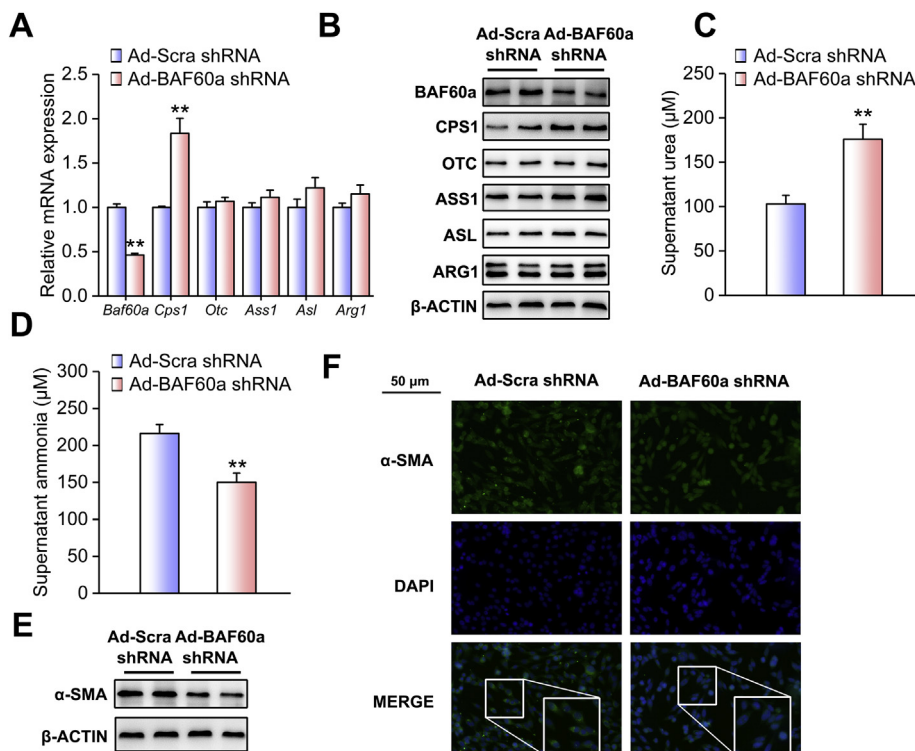 A
Ad-Scra shRNA
Ad-BAF60a shRNA
Relative mRNA expression
2.5
2.0
1.5
1.0
0.5
0.0
**
**
Baf60a Cps1 Otc Ass1 Asl Arg1
B
Ad-Scra Ad-BAF60a
shRNA shRNA
BAF60a
CPS1
OTC
ASS1
ASL
ARG1
β-ACTIN
C
Ad-Scra shRNA
Ad-BAF60a shRNA
Supernatant urea (μM)
250
200
150
100
50
0
**
D
Ad-Scra shRNA
Ad-BAF60a shRNA
Supernatant ammonia (μM)
300
250
200
150
100
50
0
**
E
Ad-Scra Ad-BAF60a
shRNA shRNA
α-SMA
β-ACTIN
F
50 μm
Ad-Scra shRNA Ad-BAF60a shRNA
α-SMA
DAPI
MERGE